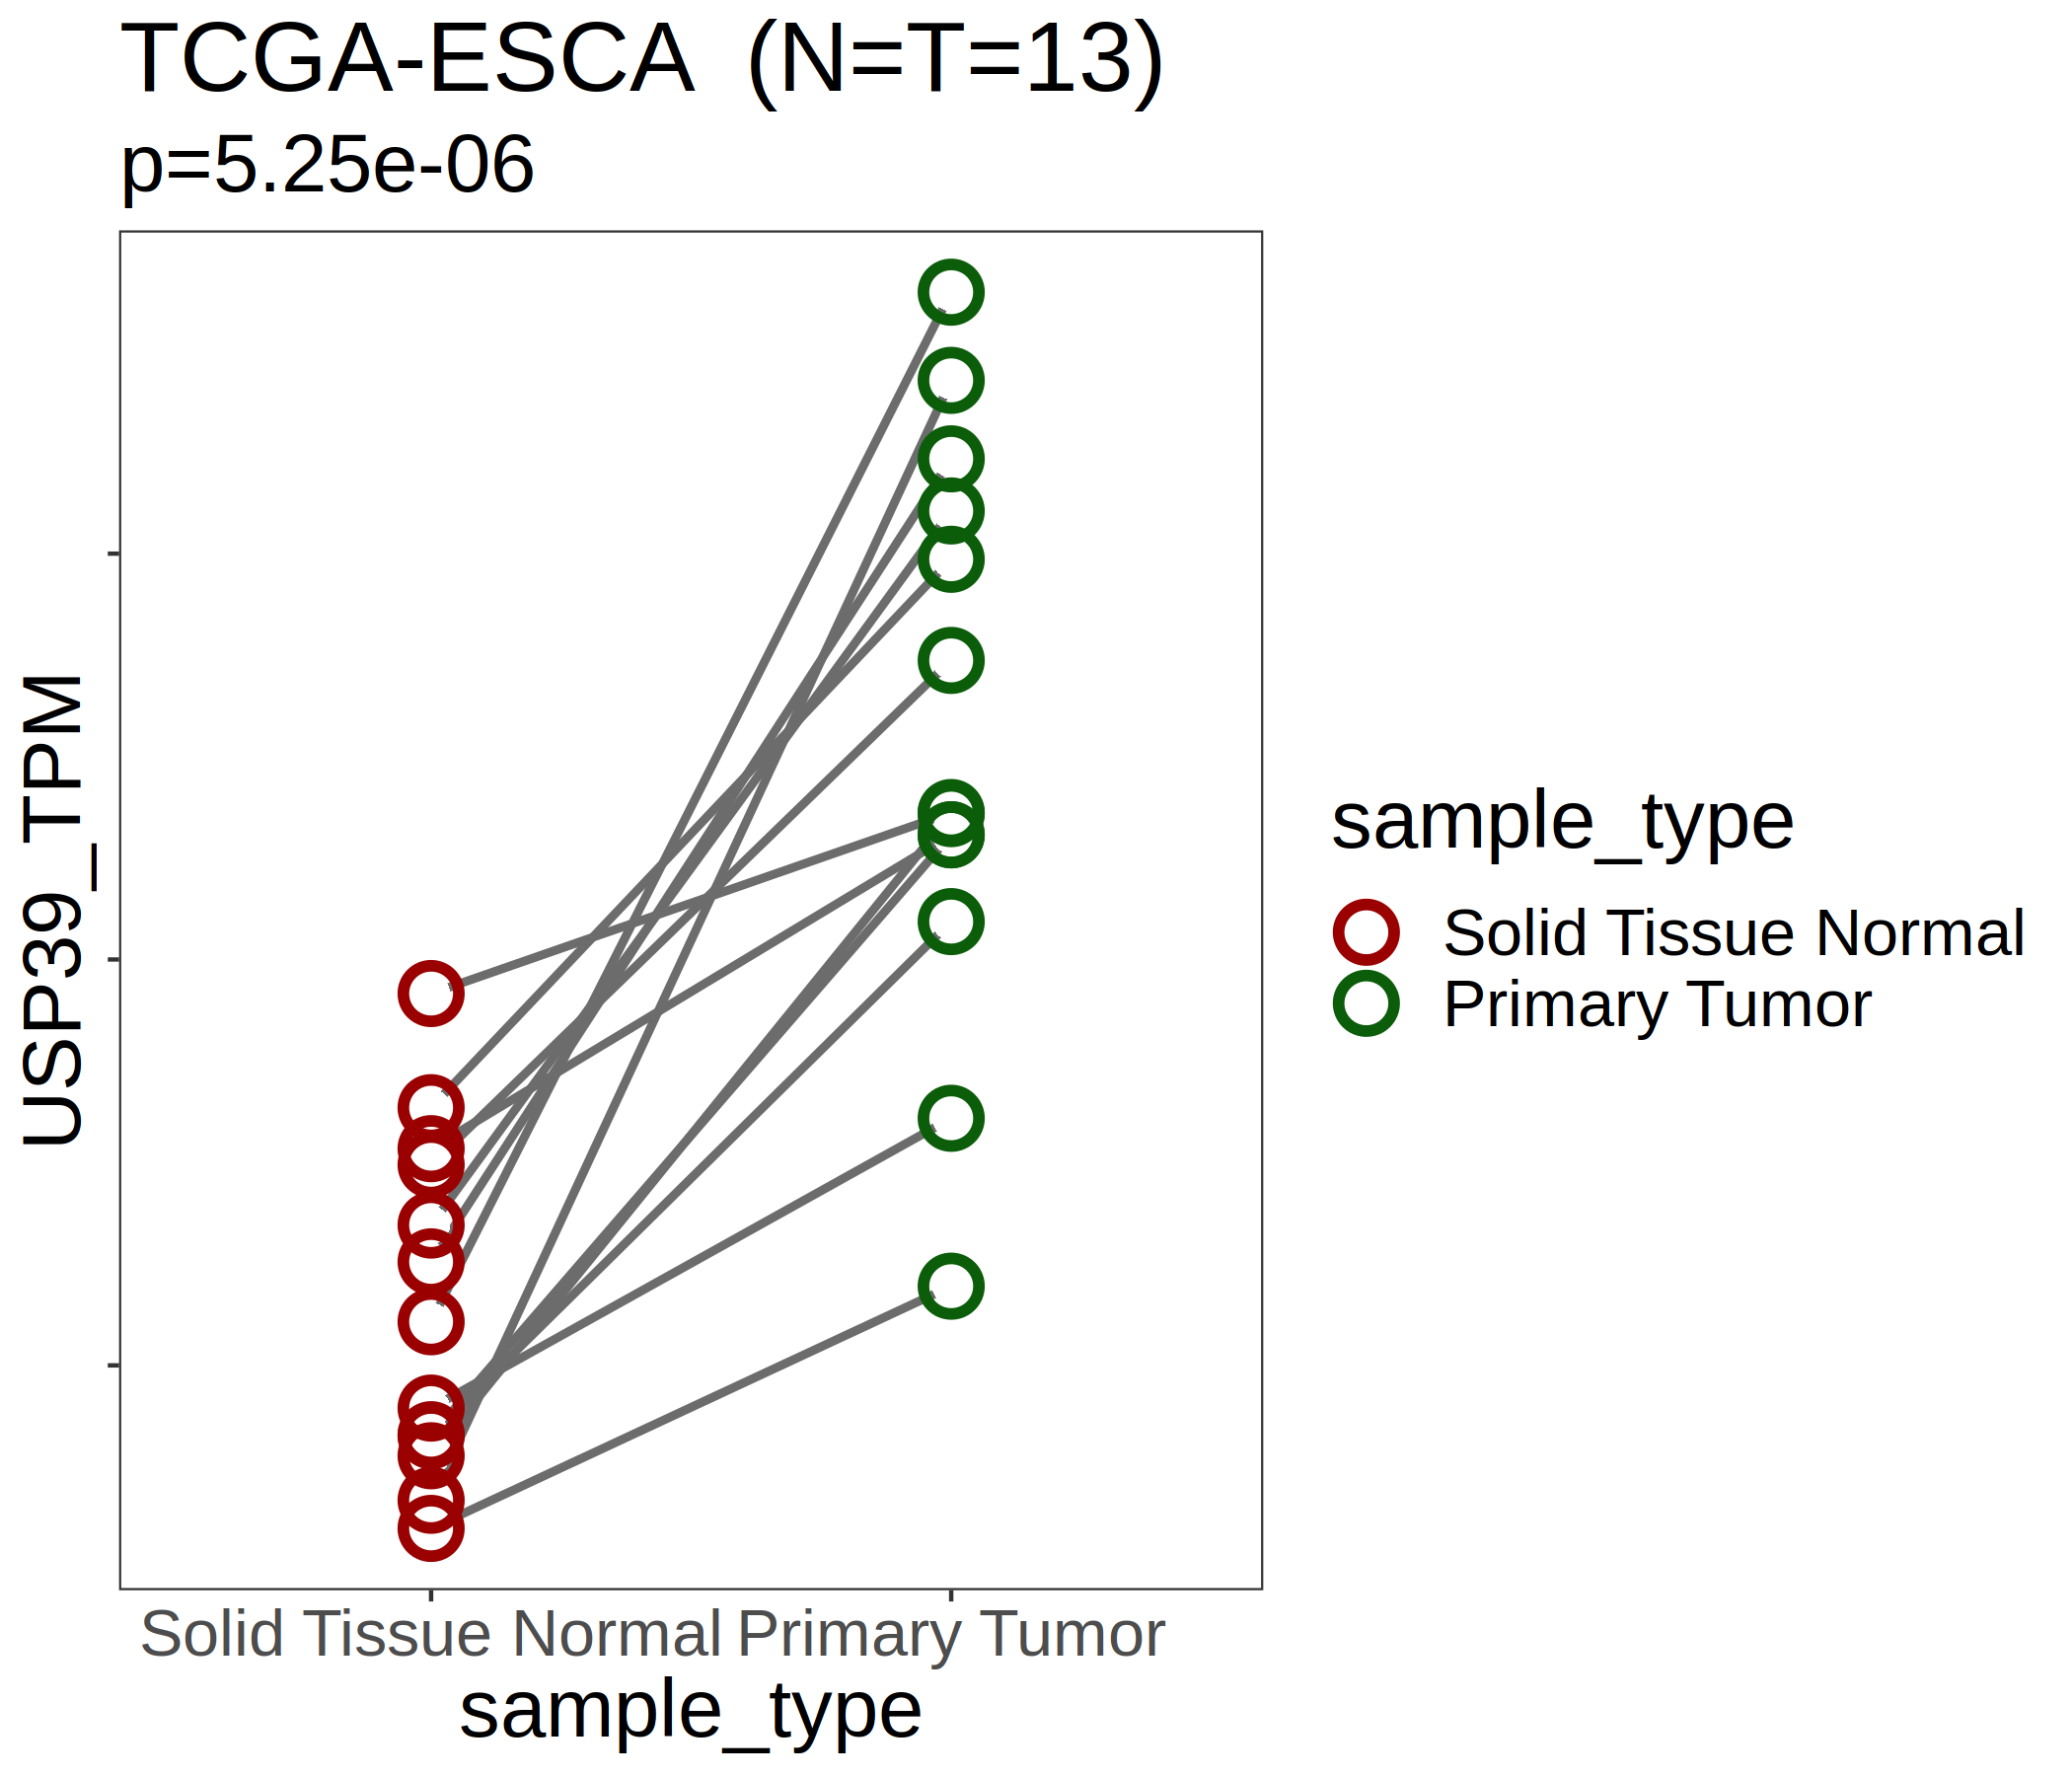 TCGA-ESCA (N=T=13)
p=5.25e-06
USP39_TPM
Solid Tissue Normal
Primary Tumor
sample_type
sample_type
Solid Tissue Normal
Primary Tumor